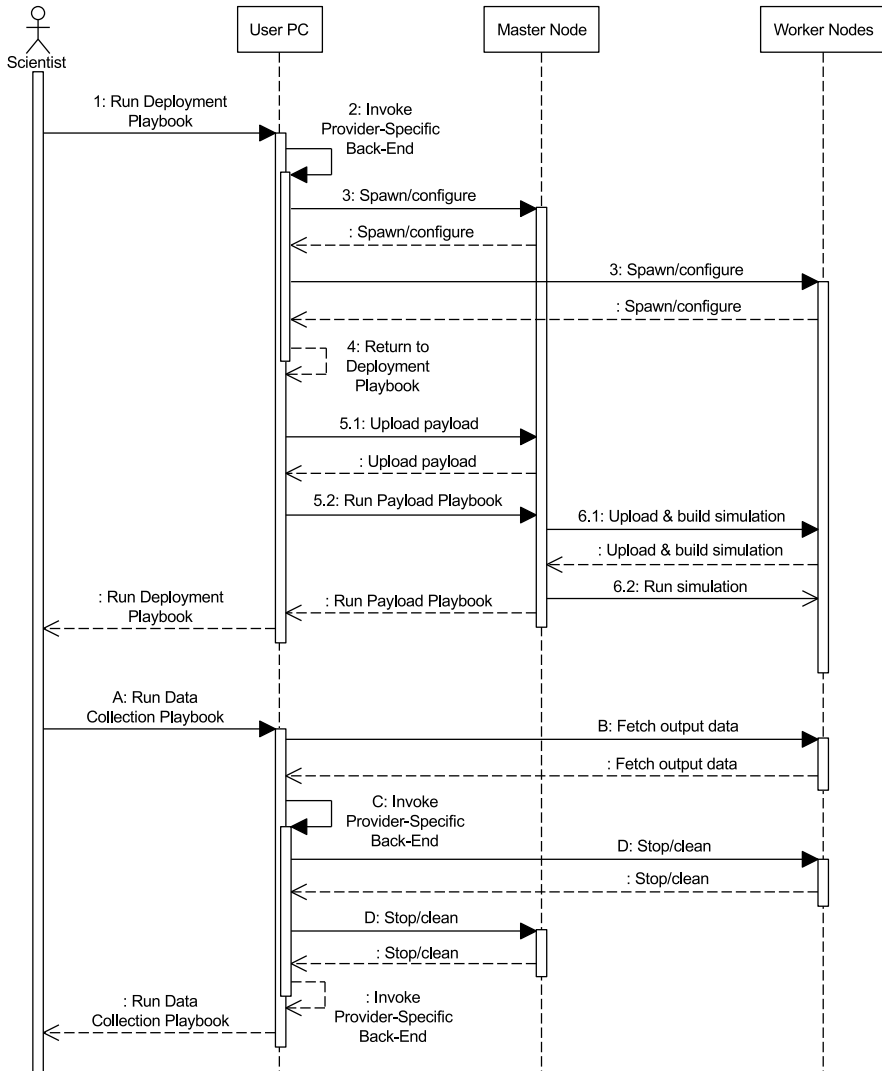 User PC
Master Node
Worker Nodes
Scientist
1: Run Deployment
Playbook
2: Invoke
Provider-Specific
Back-End
3: Spawn/configure
: Spawn/configure
3: Spawn/configure
: Spawn/configure
4: Return to
Deployment
Playbook
5.1: Upload payload
: Upload payload
5.2: Run Payload Playbook
6.1: Upload & build simulation
: Upload & build simulation
6.2: Run simulation
: Run Payload Playbook
: Run Deployment
Playbook
A: Run Data
Collection Playbook
B: Fetch output data
: Fetch output data
C: Invoke
Provider-Specific
Back-End
D: Stop/clean
: Stop/clean
D: Stop/clean
: Stop/clean
: Invoke
Provider-Specific
Back-End
: Run Data
Collection Playbook